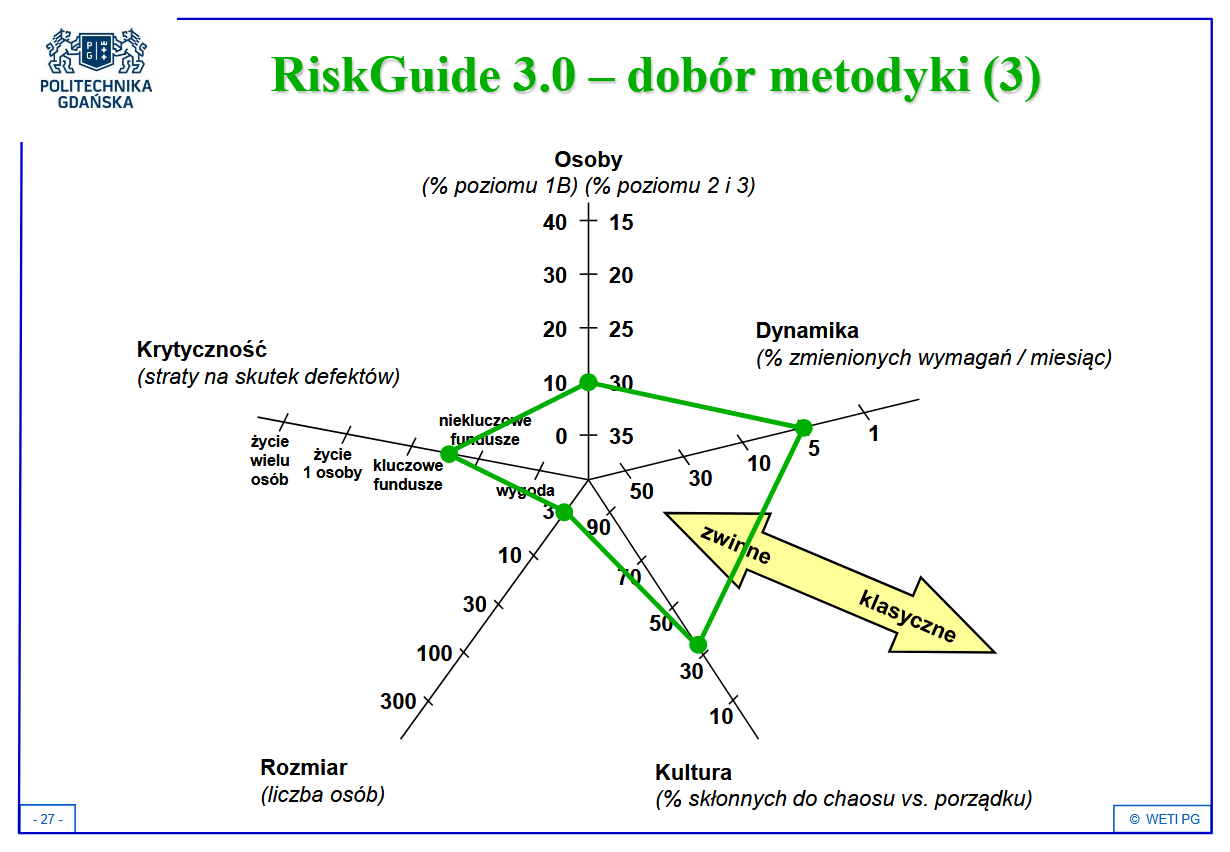 POLITECHNIKA
GDAŃSKA
RiskGuide 3.0 – dobór metodyki (3)
Osoby
(% poziomu 1B) (% poziomu 2 i 3)
40 15
30 20
20 25
10 30
0 35
Krytyczność
(straty na skutek defektów)
życie
wielu
osób
życie
1 osoby
kluczowe
fundusze
niekluczowe
fundusze
wygoda
Dynamika
(% zmienionych wymagań / miesiąc)
50
30
10
5
1
3
10
30
100
300
Rozmiar
(liczba osób)
90
70
50
30
10
Kultura
(% skłonnych do chaosu vs. porządku)
zwinne
klasyczne
- 27 -
© WETI PG